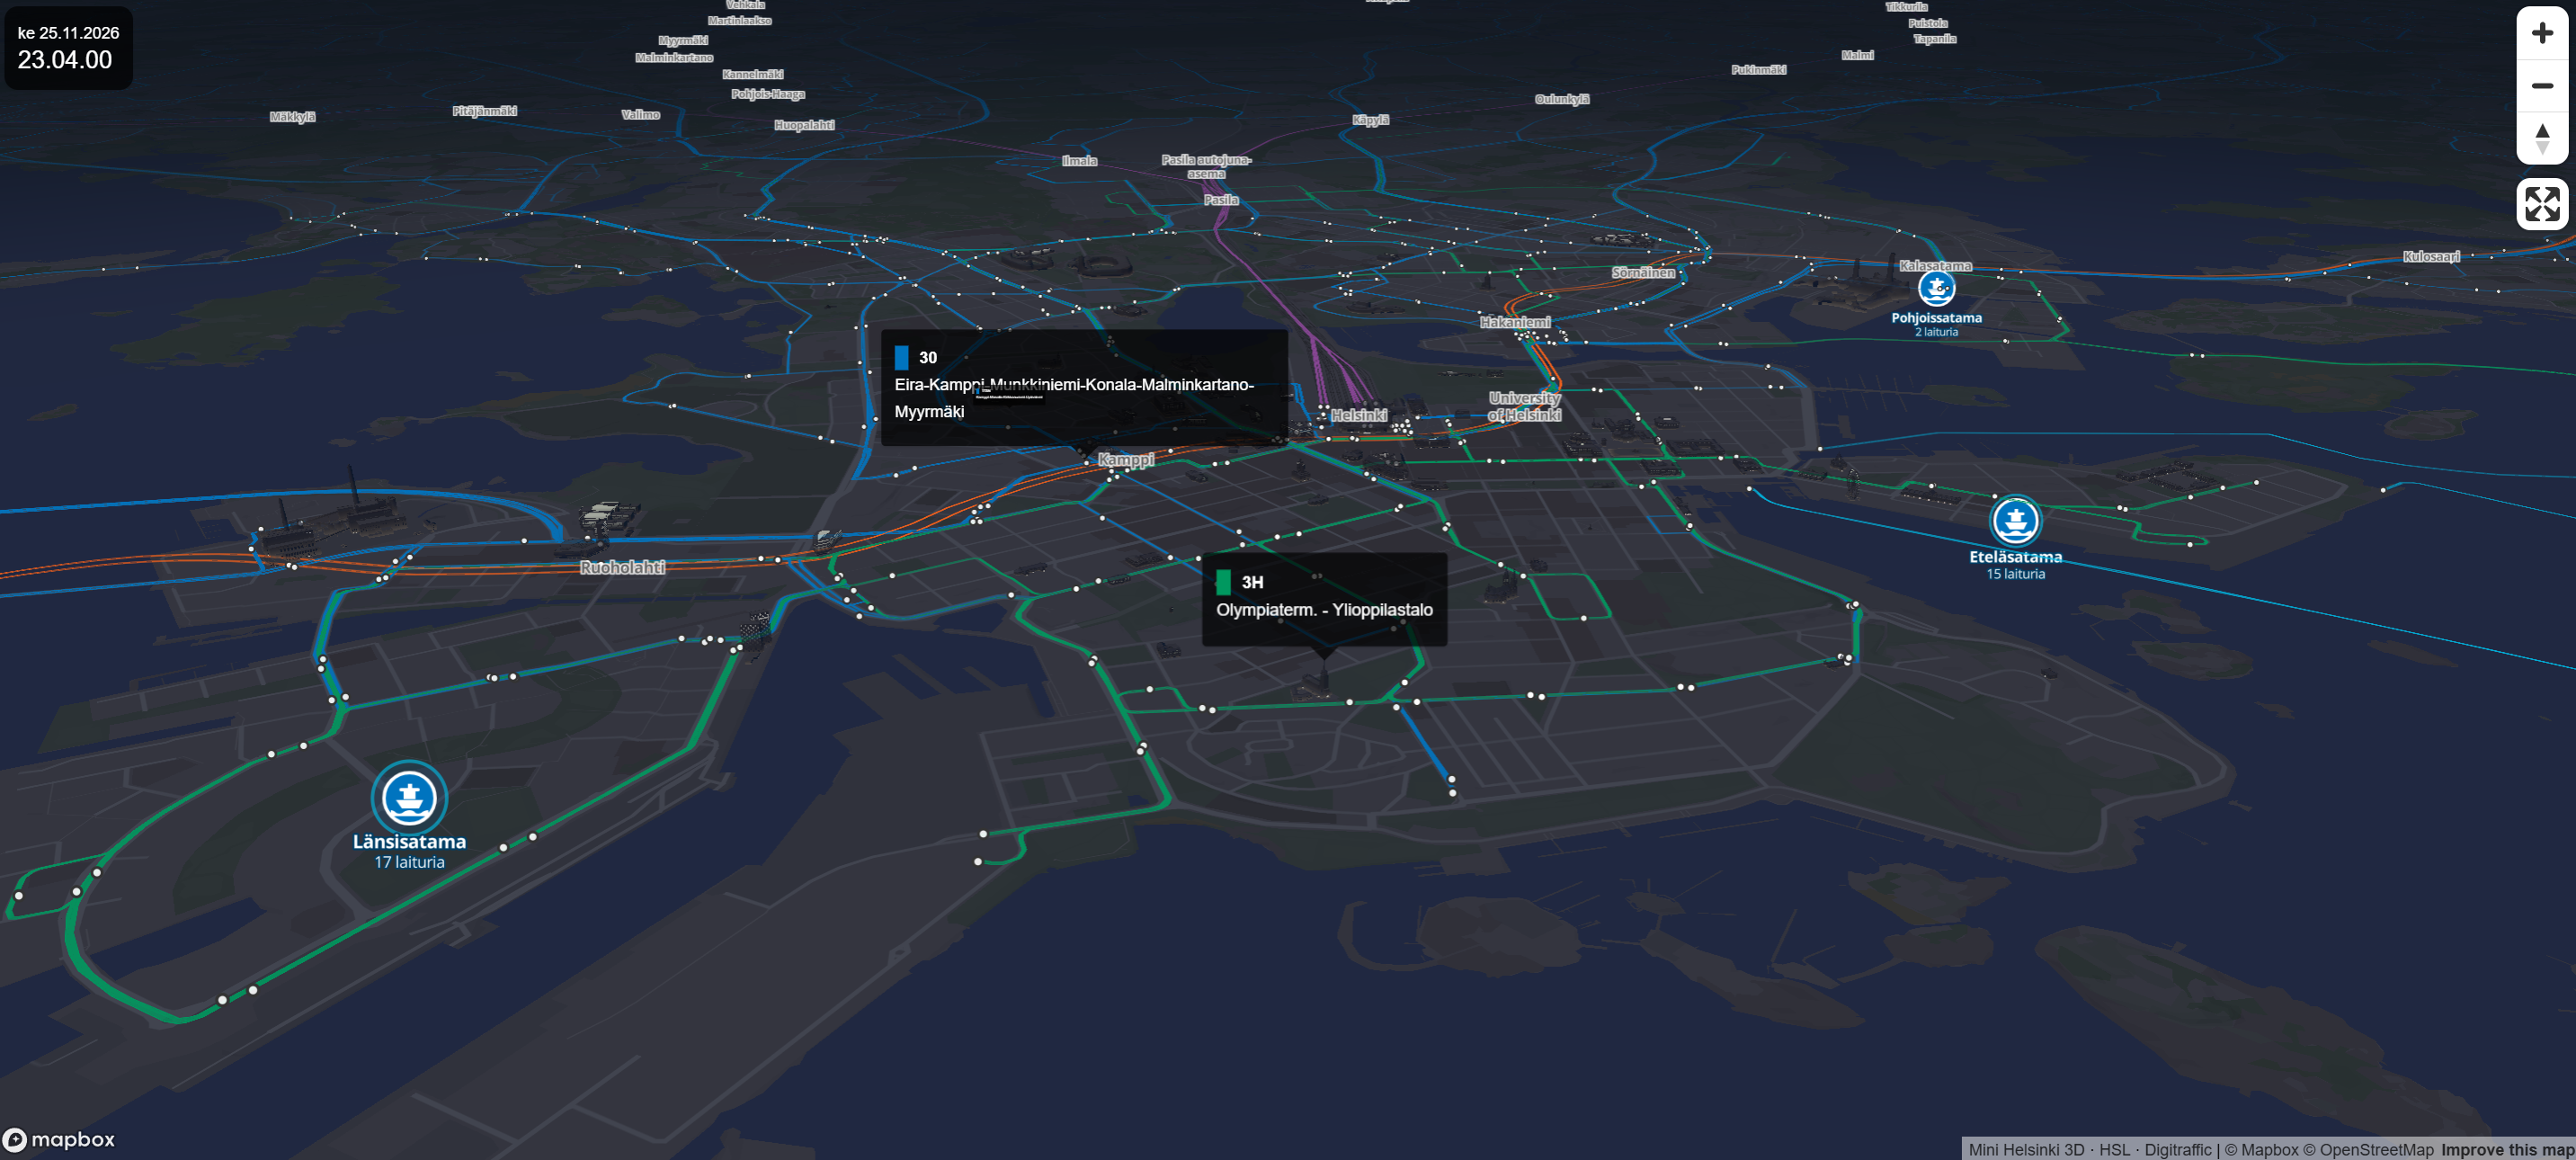 ke 25.11.2026
23.04.00
Vehkala
Martinlaakso
Myyrmäki
Malminkartano
Kannelmäki
Pohjois-Haaga
Huopalahti
Mäkkylä
Pitäjänmäki
Valimo
Ilmala
Pasila autojuna-
asema
Pasila
Käpylä
Oulunkylä
Pukinmäki
Malmi
Tikkurila
Puistola
Tapanila
Sörnäinen
Kalasatama
Kulosaari
Pohjoissatama
2 laituria
Hakaniemi
30
Eira-Kamppi-Munkkiniemi-Konala-Malminkartano-
Myyrmäki
University
of Helsinki
Helsinki
Kamppi
Ruoholahti
Eteläsatama
15 laituria
3H
Olympiaterm. - Ylioppilastalo
Länsisatama
17 laituria
mapbox
Mini Helsinki 3D · HSL · Digitraffic | © Mapbox © OpenStreetMap Improve this map